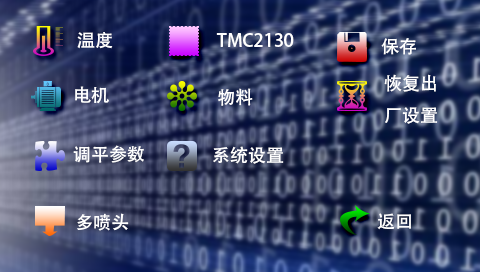 温度
TMC2130
保存
电机
物料
恢复出
厂设置
调平参数
系统设置
多喷头
返回